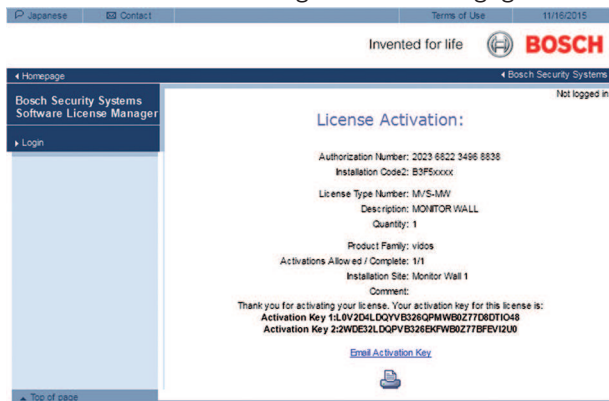 Japanese
Contact
Terms of Use
11/16/2015
Invented for life
BOSCH
Homepage
Bosch Security Systems
Not logged in
Bosch Security Systems
Software License Manager
Login
License Activation:
Authorization Number: 2023 6822 3496 8838
Installation Code2: B3F5xxxx
License Type Number: MVS-MW
Description: MONITOR WALL
Quantity: 1
Product Family: vidos
Activations Allowed / Complete: 1/1
Installation Site: Monitor Wall 1
Comment:
Thank you for activating your license. Your activation key for this license is:
Activation Key 1:L0V2D4LDQYVB326QPMWB0Z77D8DTIO48
Activation Key 2:2WDE32LDQPVB326EKFWB0Z77BFEVI2U0
Email Activation Key
Top of page